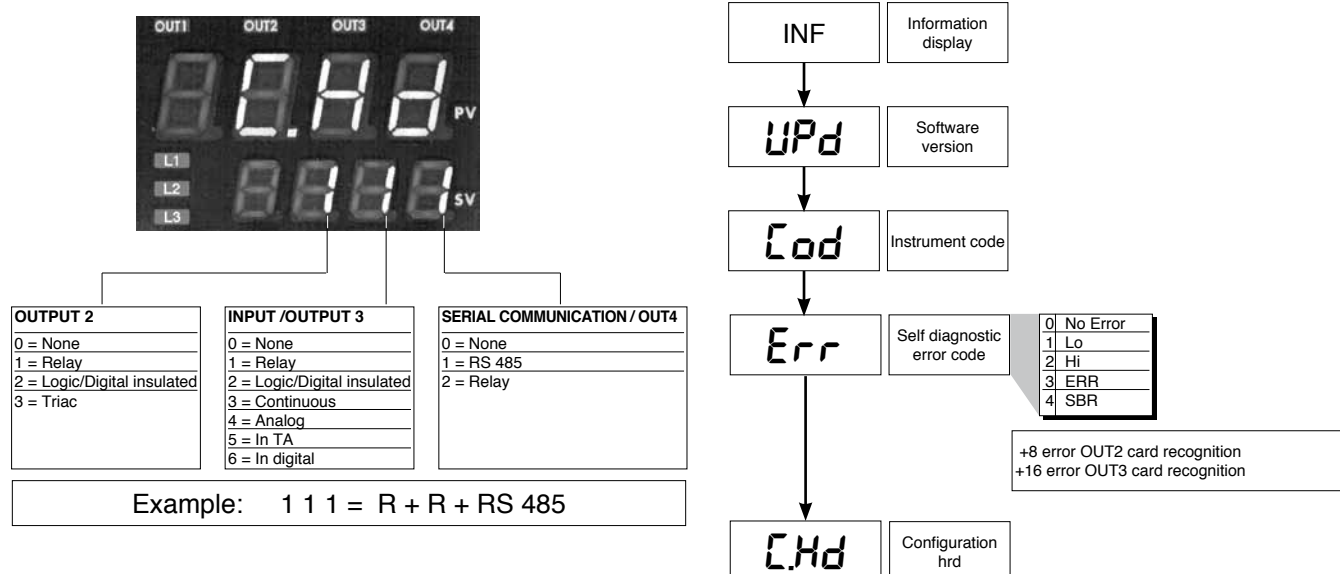 OUT1 OUT2 OUT3 OUT4
C.Hd
PV
L1
L2
L3
111
SV
OUTPUT 2
0 = None
1 = Relay
2 = Logic/Digital insulated
3 = Triac
INPUT /OUTPUT 3
0 = None
1 = Relay
2 = Logic/Digital insulated
3 = Continuous
4 = Analog
5 = In TA
6 = In digital
SERIAL COMMUNICATION / OUT4
0 = None
1 = RS 485
2 = Relay
Example: 1 1 1 = R + R + RS 485
INF
Information
display
UPd
Software
version
Cod
Instrument code
Err
Self diagnostic
error code
0 No Error
1 Lo
2 Hi
3 ERR
4 SBR
+8 error OUT2 card recognition
+16 error OUT3 card recognition
C.Hd
Configuration
hrd